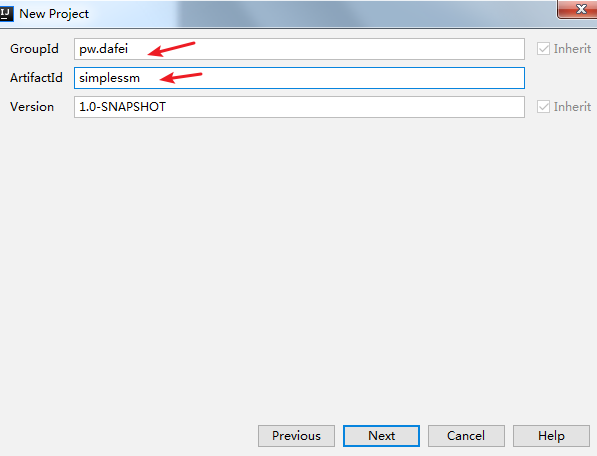 IJ New Project
GroupId pw.dafei Inherit
ArtifactId simplessm
Version 1.0-SNAPSHOT Inherit
Previous Next Cancel Help